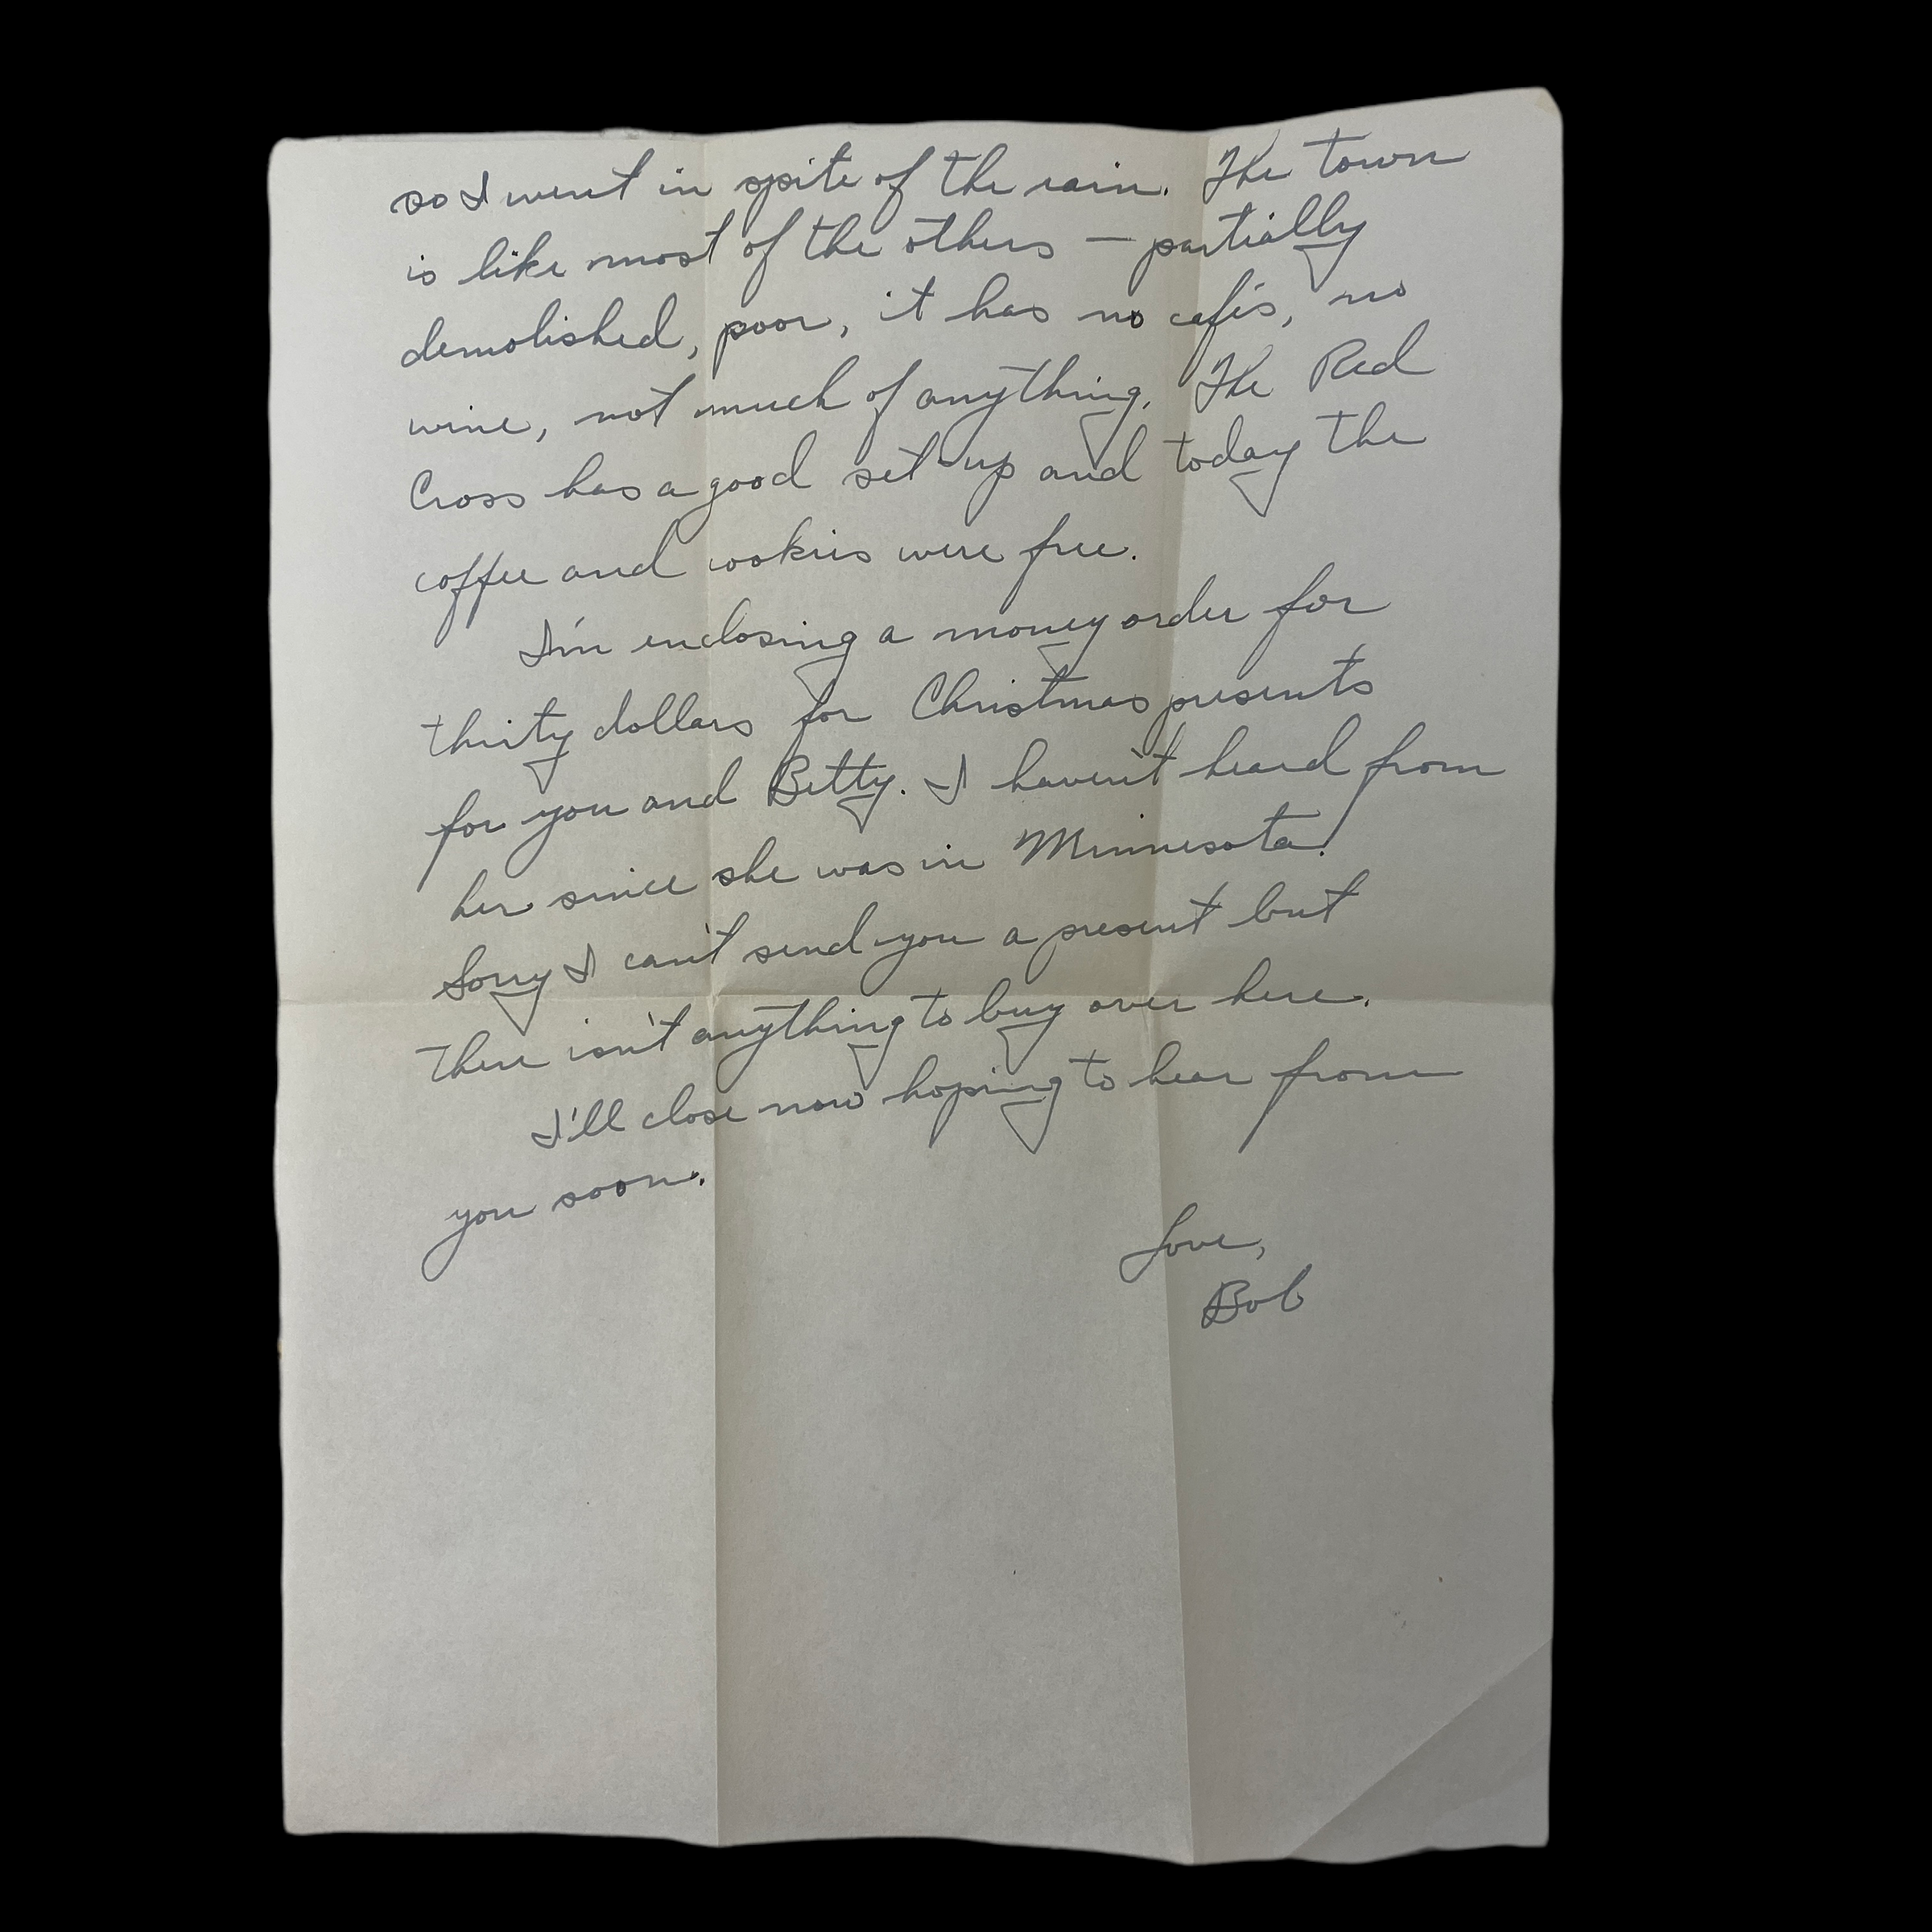 so I went in spite of the rain. The town
is like most of the others — partially
demolished, poor, it has no cafés, no
wine, not much of anything. The Red
Cross has a good set-up and today the
coffee and cookies were free.
I'm enclosing a money order for
thirty dollars for Christmas presents
for you and Betty. I haven't heard from
her since she was in Minnesota.
Sorry I can't send you a present but
there isn't anything to buy over here.
I'll close now hoping to hear from
you soon.
Love,
Bob